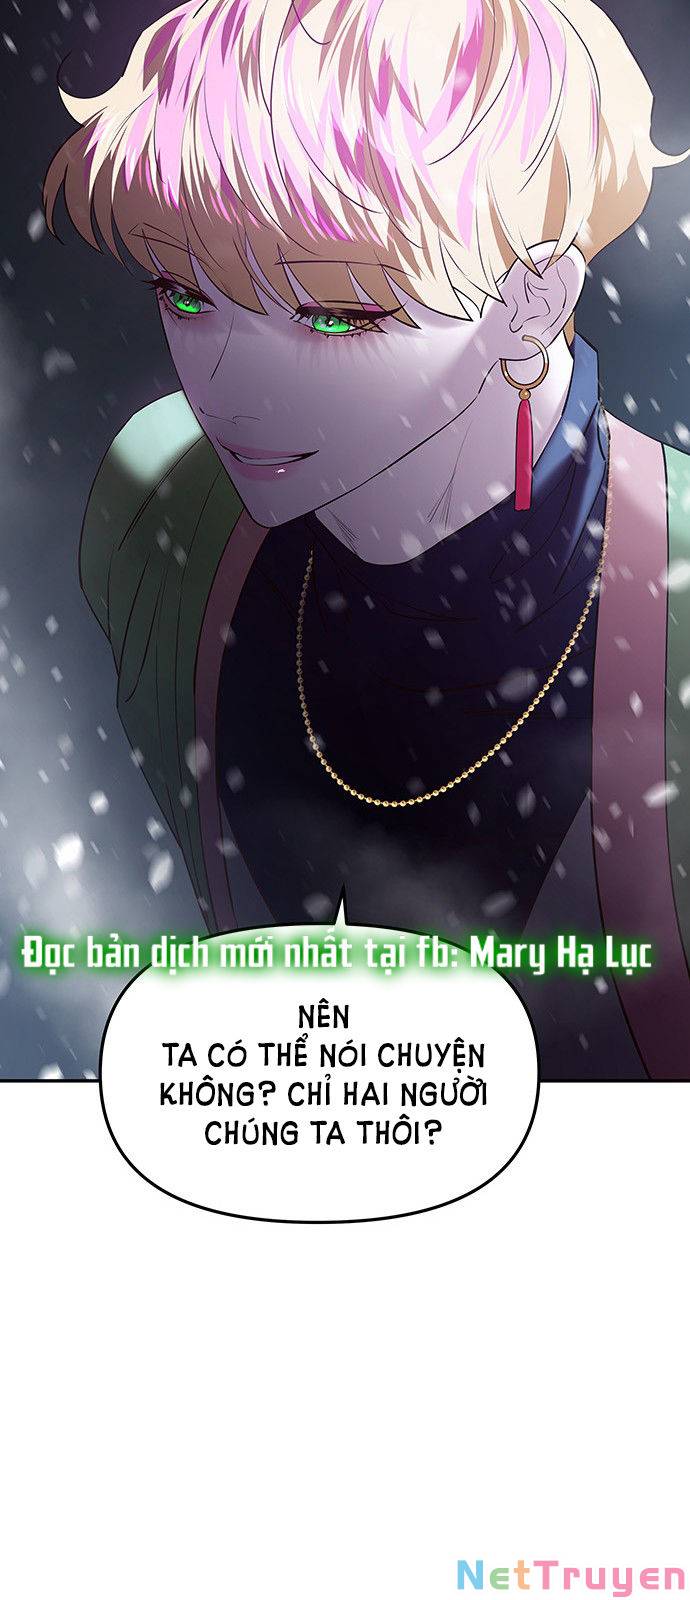 Đọc bản dịch mới nhất tại fb: Mary Hạ Lục
NÊN
TA CÓ THỂ NÓI CHUYỆN
KHÔNG? CHỈ HAI NGƯỜI
CHÚNG TA THÔI?
NetTruyen